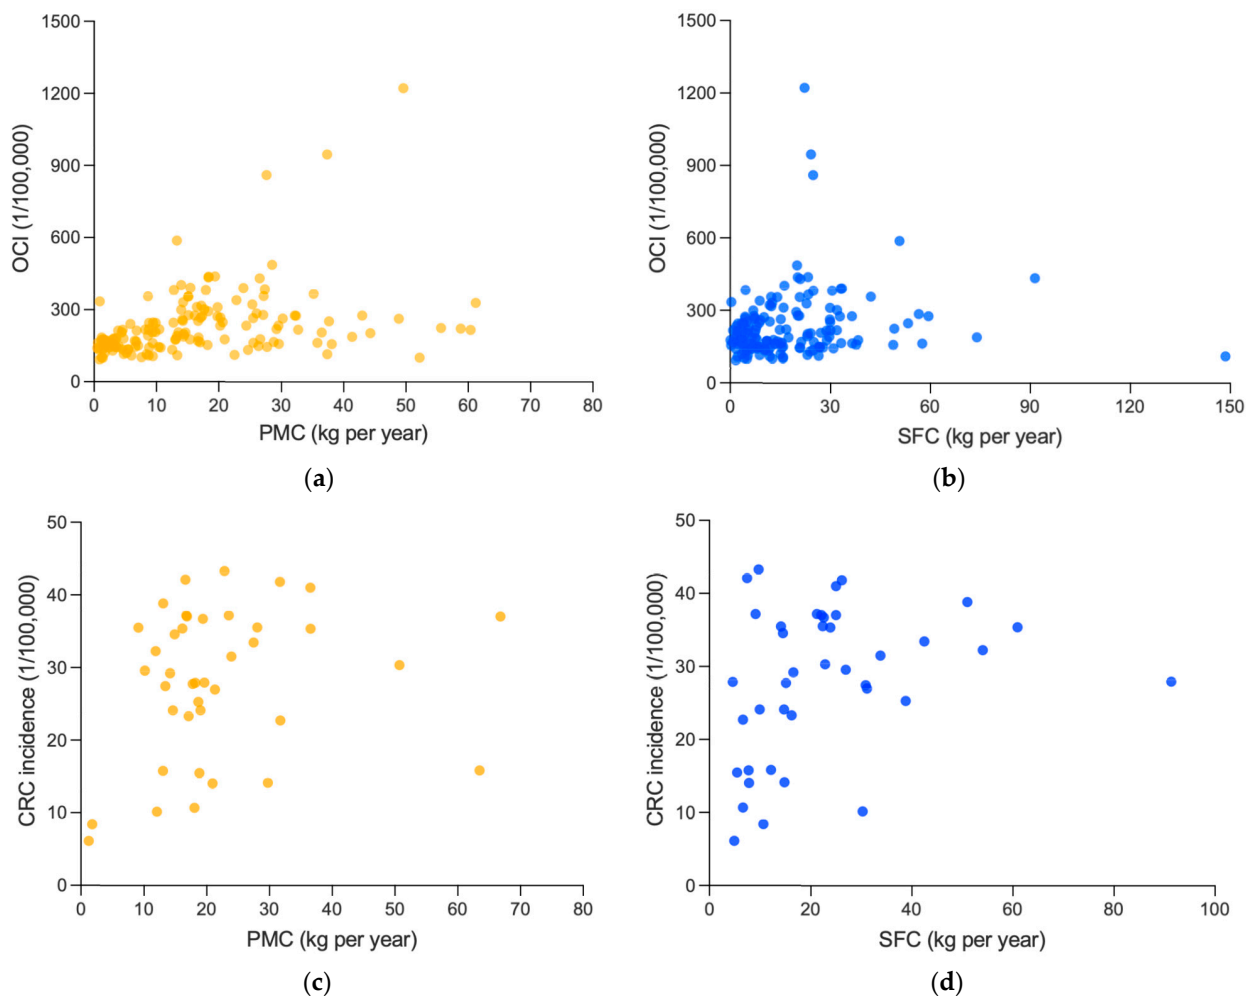 1500
1200
900
600
300
0
OCI (1/100,000)
0 10 20 30 40 50 60 70 80
PMC (kg per year)
(a)
1500
1200
900
600
300
0
OCI (1/100,000)
0 30 60 90 120 150
SFC (kg per year)
(b)
50
40
30
20
10
0
CRC incidence (1/100,000)
0 10 20 30 40 50 60 70 80
PMC (kg per year)
(c)
50
40
30
20
10
0
CRC incidence (1/100,000)
0 20 40 60 80 100
SFC (kg per year)
(d)